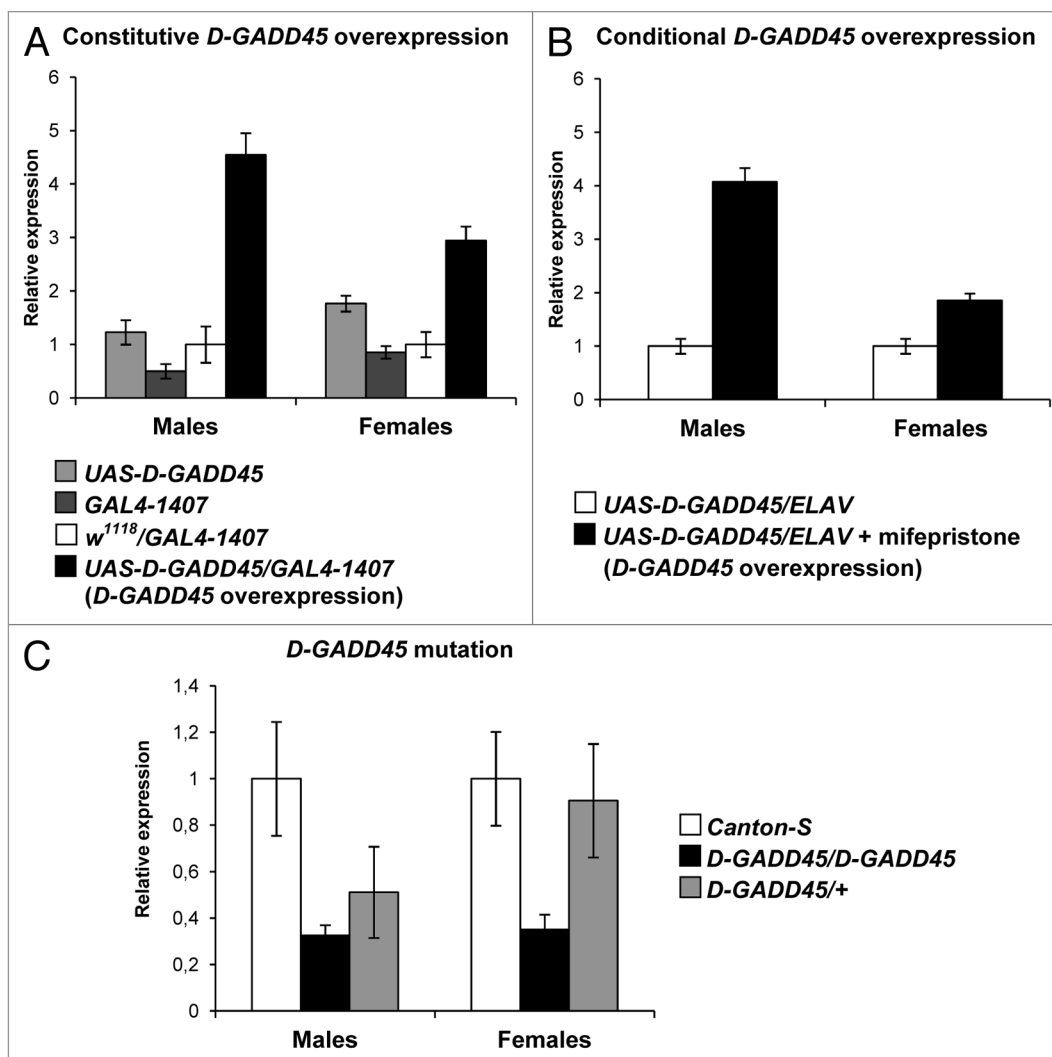 A Constitutive D-GADD45 overexpression
Relative expression
6
5
4
3
2
1
0
Males Females
UAS-D-GADD45
GAL4-1407
w1118/GAL4-1407
UAS-D-GADD45/GAL4-1407
(D-GADD45 overexpression)
B Conditional D-GADD45 overexpression
Relative expression
6
5
4
3
2
1
0
Males Females
UAS-D-GADD45/ELAV
UAS-D-GADD45/ELAV + mifepristone
(D-GADD45 overexpression)
C D-GADD45 mutation
Relative expression
1,4
1,2
1
0,8
0,6
0,4
0,2
0
Males Females
Canton-S
D-GADD45/D-GADD45
D-GADD45/+